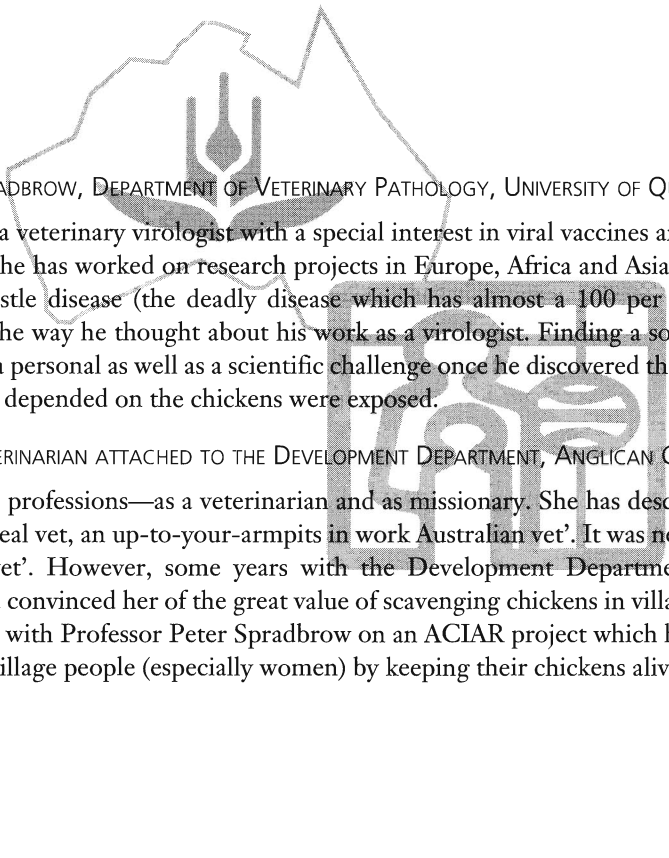 ADBROW, DEPARTMENT OF VETERINARY PATHOLOGY, UNIVERSITY OF Q
a veterinary virologist with a special interest in viral vaccines a
he has worked on research projects in Europe, Africa and Asia
stle disease (the deadly disease which has almost a 100 per
he way he thought about his work as a virologist. Finding a so
a personal as well as a scientific challenge once he discovered th
depended on the chickens were exposed.
ERINARIAN ATTACHED TO THE DEVELOPMENT DEPARTMENT, ANGLICAN C
professions—as a veterinarian and as missionary. She has desc
eal vet, an up-to-your-armpits in work Australian vet’. It was no
vet’. However, some years with the Development Departme
convinced her of the great value of scavenging chickens in villa
with Professor Peter Spradbrow on an ACIAR project which h
illage people (especially women) by keeping their chickens aliv